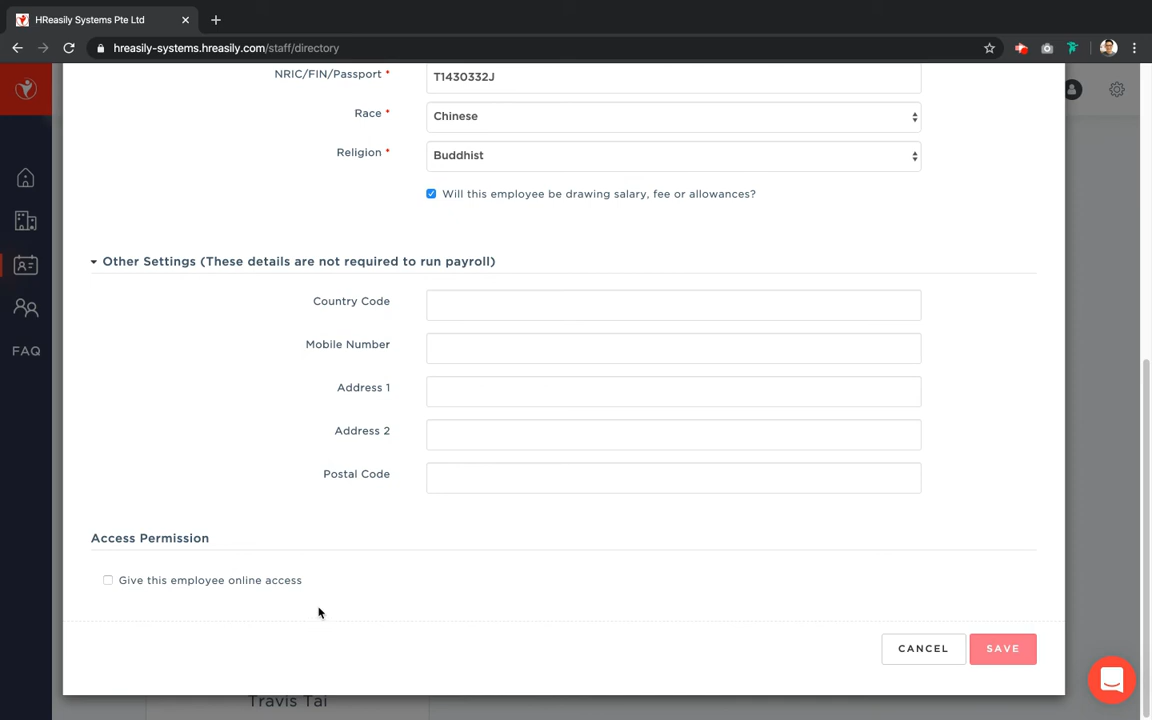 HReasily Systems Pte Ltd
hreasily-systems.hreasily.com/staff/directory
NRIC/FIN/Passport *
T1430332J
Race *
Chinese
Religion *
Buddhist
Will this employee be drawing salary, fee or allowances?
Other Settings (These details are not required to run payroll)
Country Code
Mobile Number
Address 1
Address 2
Postal Code
FAQ
Access Permission
Give this employee online access
CANCEL
SAVE
Travis Tai